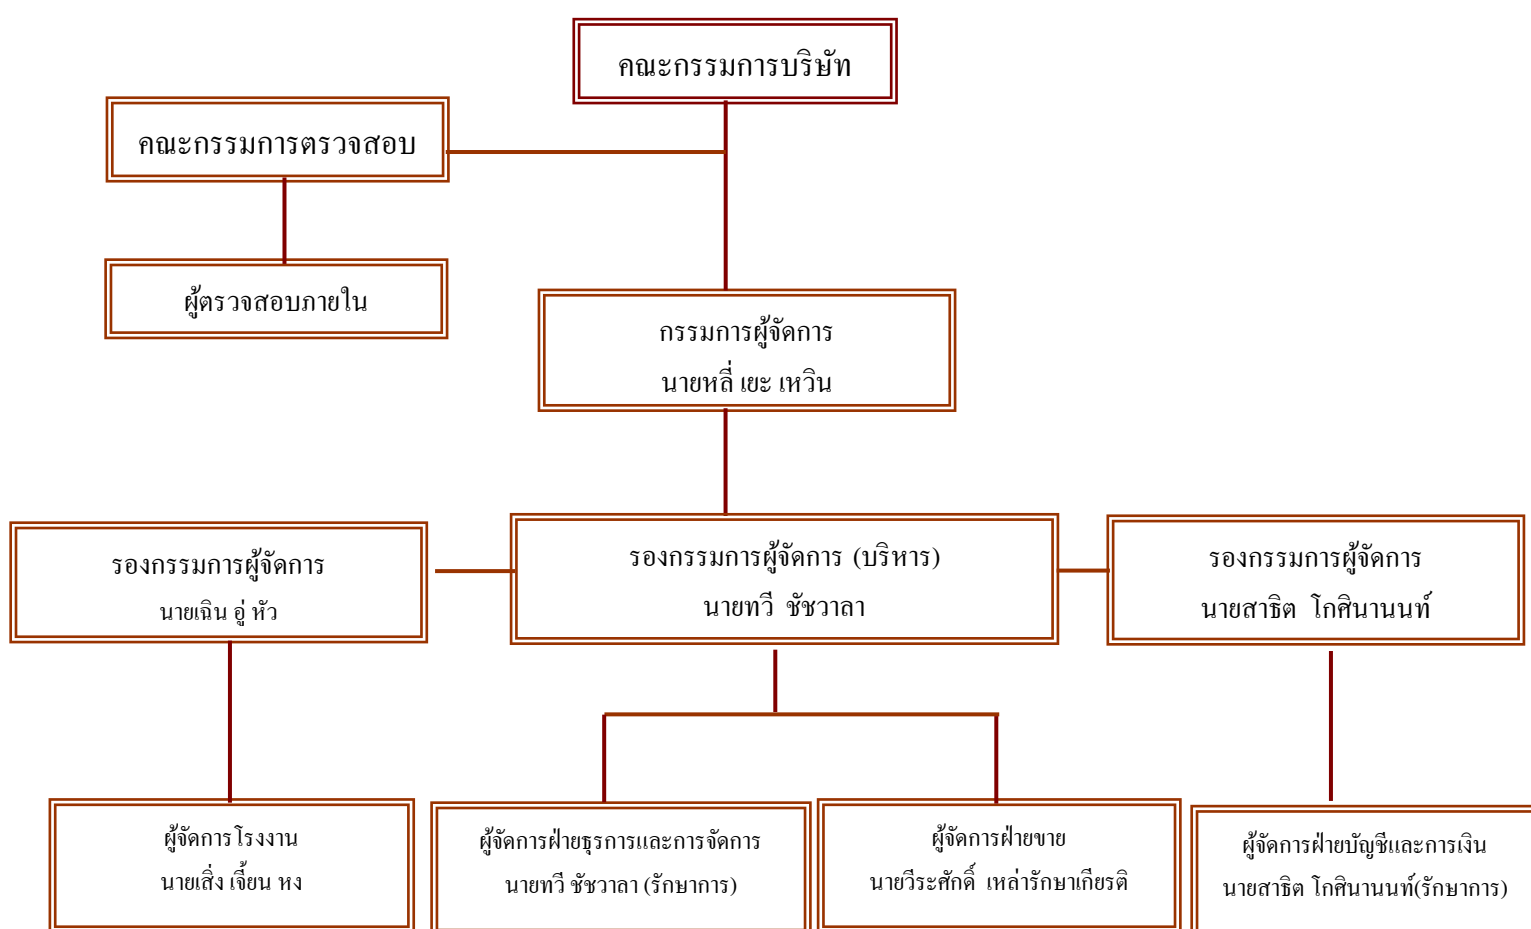 คณะกรรมการบริษัท
คณะกรรมการตรวจสอบ
ผู้ตรวจสอบภายใน
กรรมการผู้จัดการ
นายหลี่ เยะ เหวิน
รองกรรมการผู้จัดการ
นายเฉิน อู่ หัว
รองกรรมการผู้จัดการ (บริหาร)
นายทวี ชัชวาลา
รองกรรมการผู้จัดการ
นายสาธิต โกศินานนท์
ผู้จัดการโรงงาน
นายเสิ่ง เจี้ยน หง
ผู้จัดการฝ่ายธุรการและการจัดการ
นายทวี ชัชวาลา (รักษาการ)
ผู้จัดการฝ่ายขาย
นายวีระศักดิ์ เหล่ารักษาเกียรติ
ผู้จัดการฝ่ายบัญชีและการเงิน
นายสาธิต โกศินานนท์(รักษาการ)